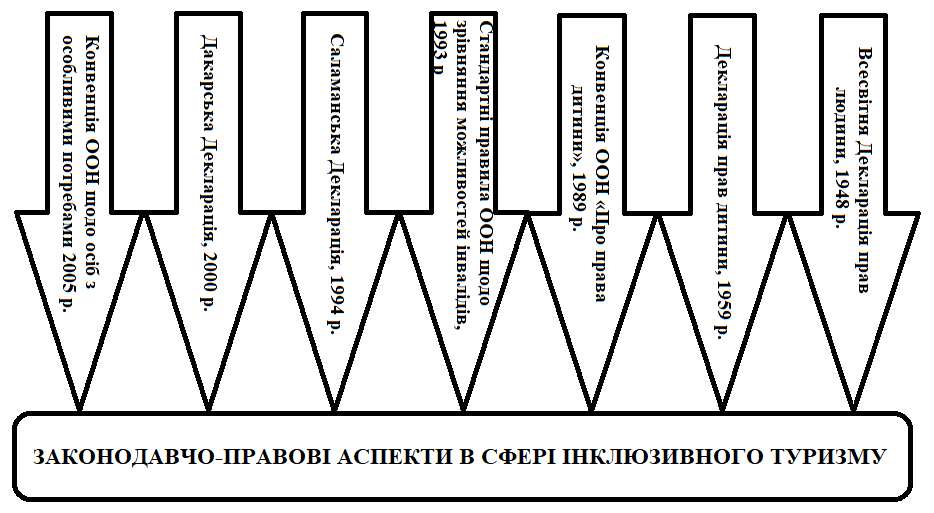 Конвенція ООН щодо осіб з
особливими потребами 2005 р.
Дакарська Декларація, 2000 р.
Саламанська Декларація, 1994 р.
Стандартні правила ООН щодо
зрівняння можливостей інвалідів,
1993 р
Конвенція ООН «Про права
дитини», 1989 р.
Декларація прав дитини, 1959 р.
Всесвітня Декларація прав
людини, 1948 р.
ЗАКОНОДАВЧО-ПРАВОВІ АСПЕКТИ В СФЕРІ ІНКЛЮЗИВНОГО ТУРИЗМУ